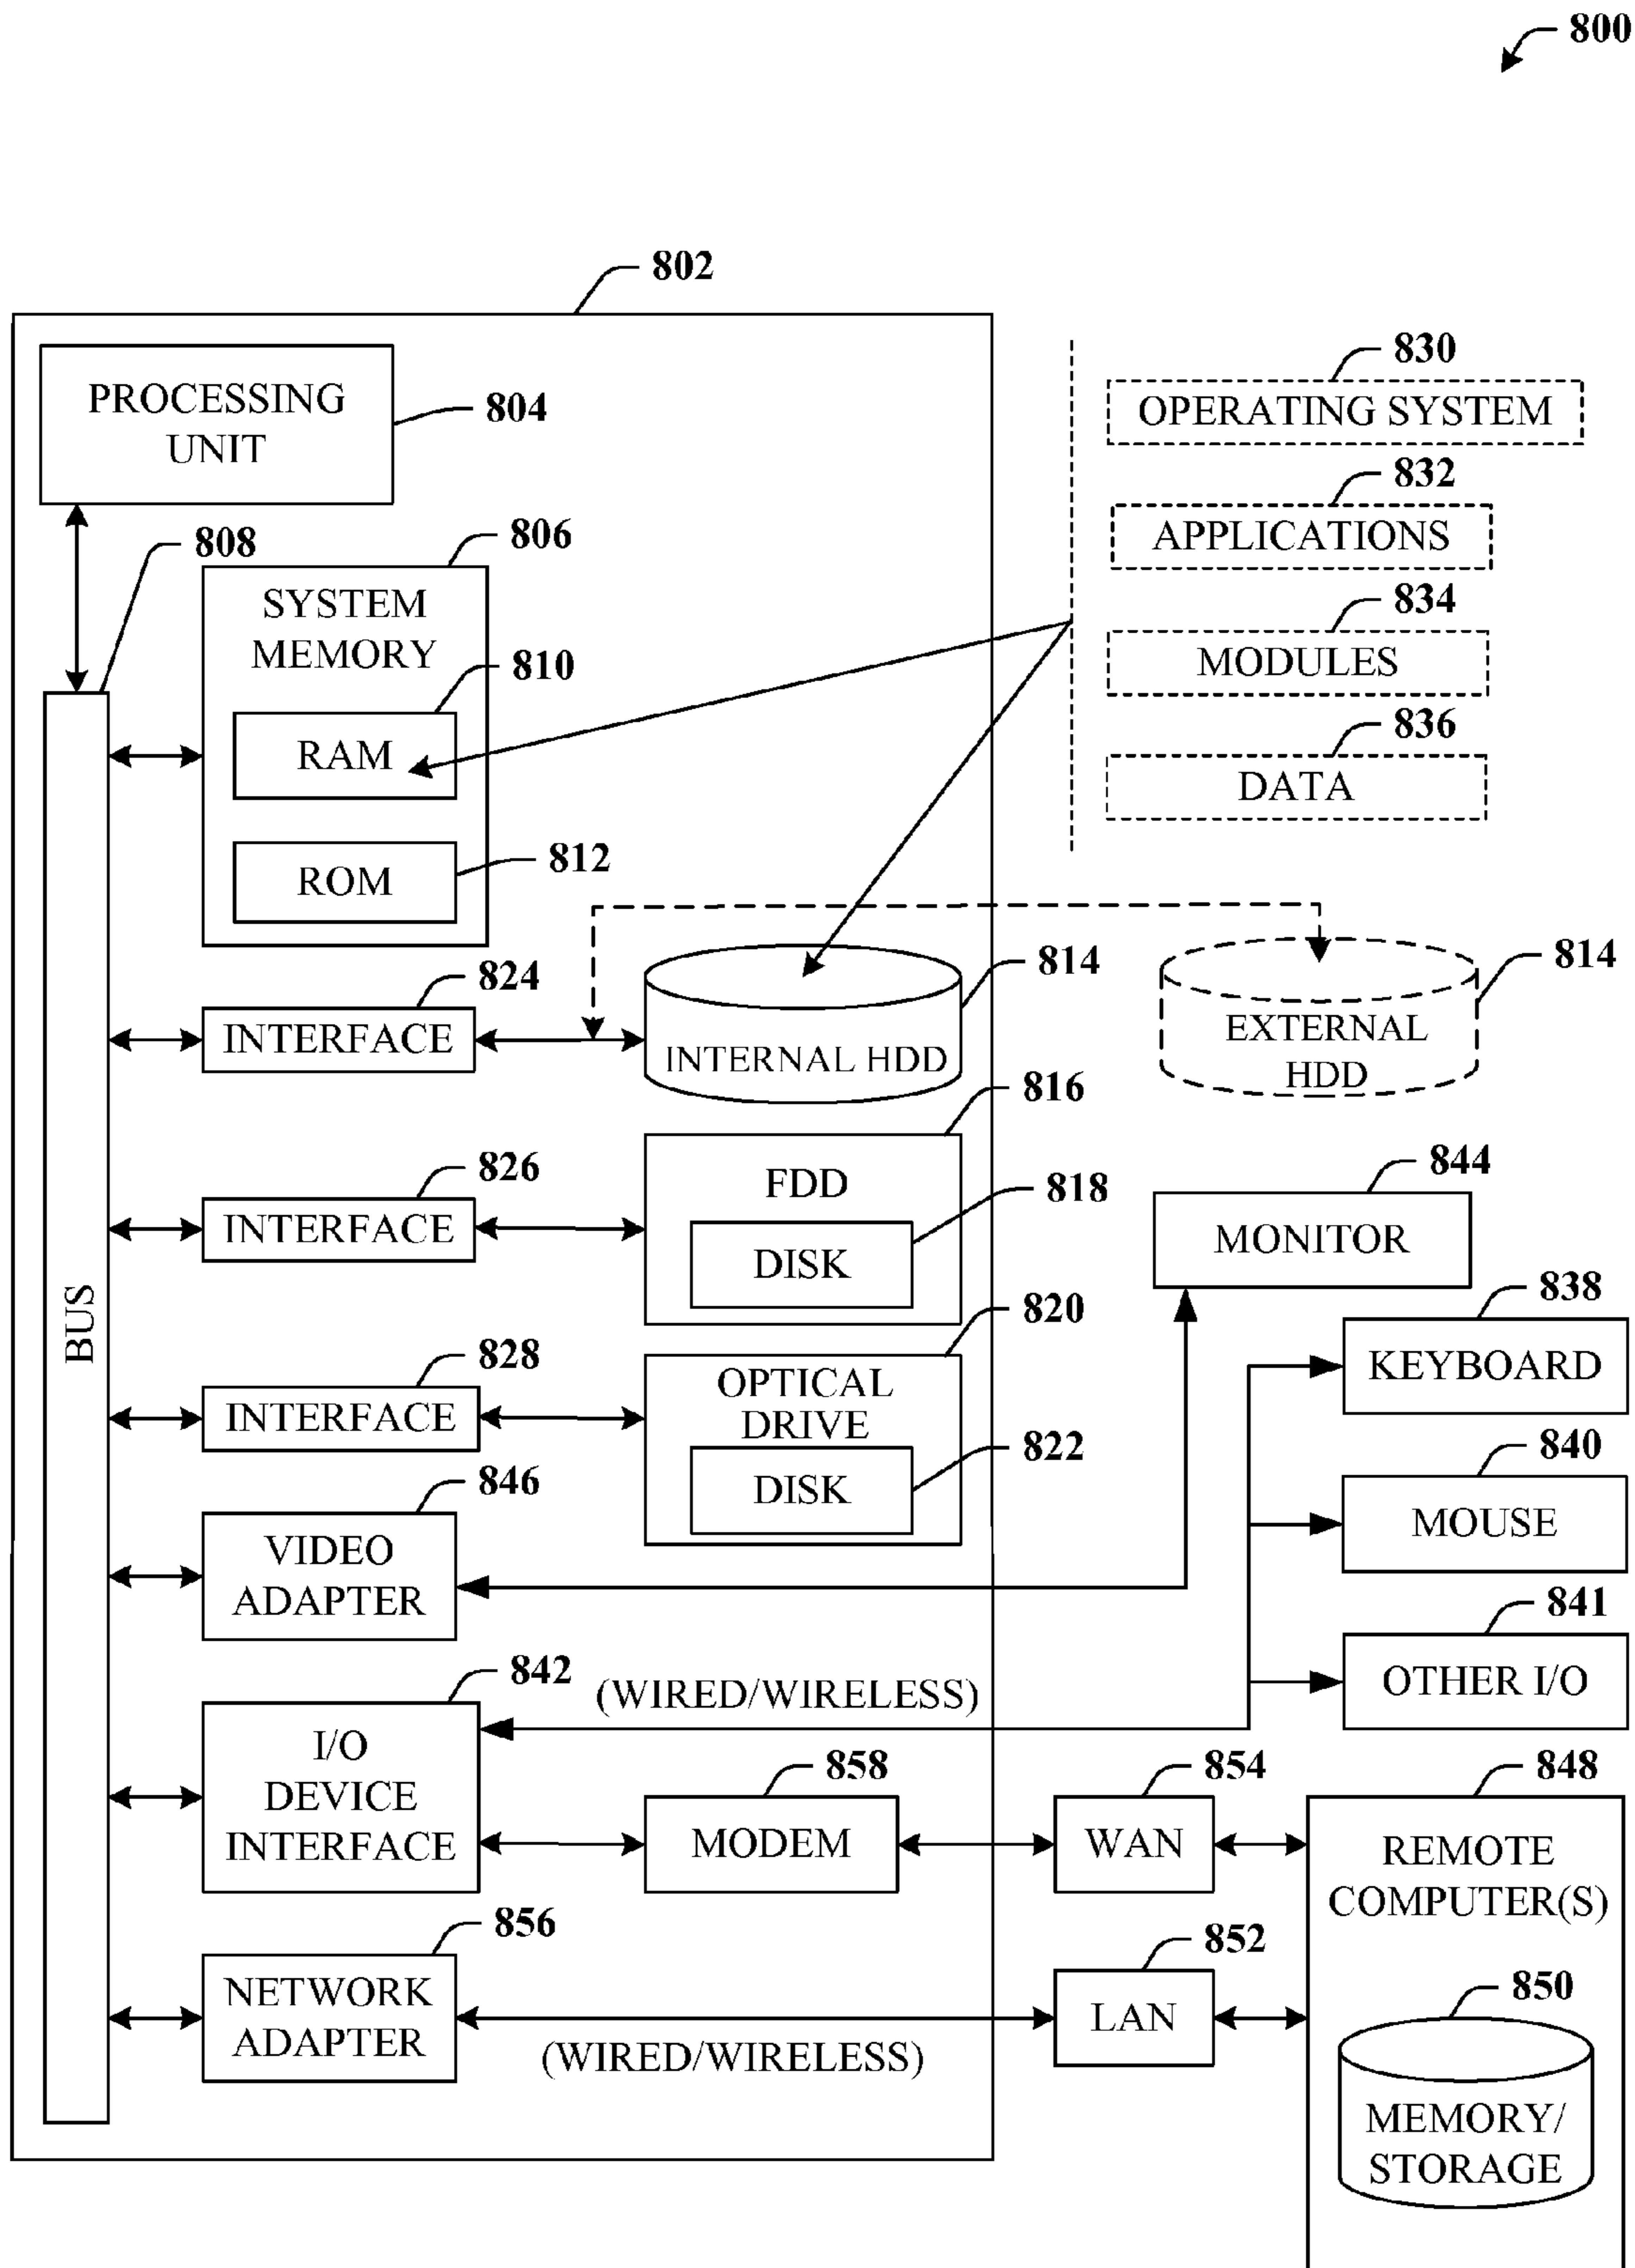 800
802
PROCESSING
UNIT
804
808
806
SYSTEM
MEMORY
810
RAM
812
ROM
830
OPERATING SYSTEM
832
APPLICATIONS
834
MODULES
836
DATA
824
INTERFACE
814
INTERNAL HDD
814
EXTERNAL
HDD
816
826
INTERFACE
FDD
818
DISK
844
MONITOR
BUS
838
KEYBOARD
820
828
INTERFACE
OPTICAL
DRIVE
822
DISK
840
MOUSE
846
VIDEO
ADAPTER
841
OTHER I/O
842
(WIRED/WIRELESS)
I/O
DEVICE
INTERFACE
858
MODEM
854
WAN
848
REMOTE
COMPUTER(S)
856
NETWORK
ADAPTER
(WIRED/WIRELESS)
852
LAN
850
MEMORY/
STORAGE